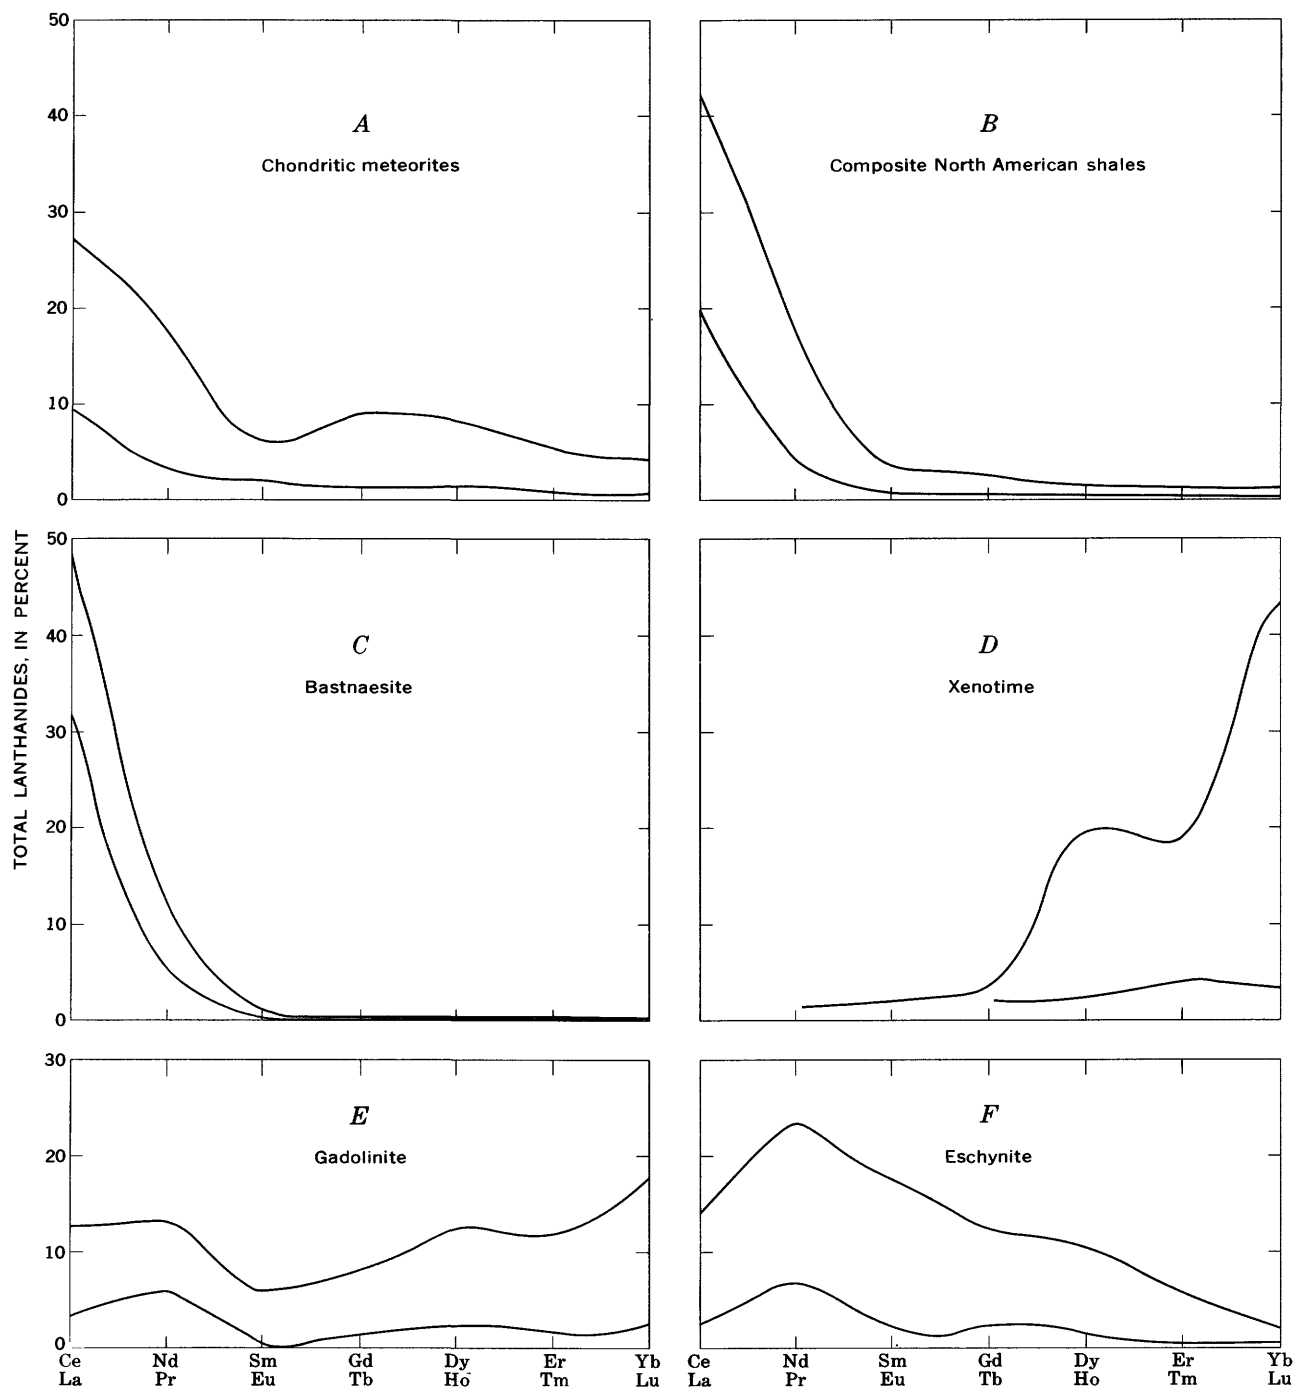 50
40
30
20
10
0
A
Chondritic meteorites
B
Composite North American shales
TOTAL LANTHANIDES, IN PERCENT
50
40
30
20
10
0
C
Bastnaesite
D
Xenotime
30
20
10
0
E
Gadolinite
F
Eschynite
Ce Nd Sm Gd Dy Er Yb
La Pr Eu Tb Ho Tm Lu
Ce Nd Sm Gd Dy Er Yb
La Pr Eu Tb Ho Tm Lu